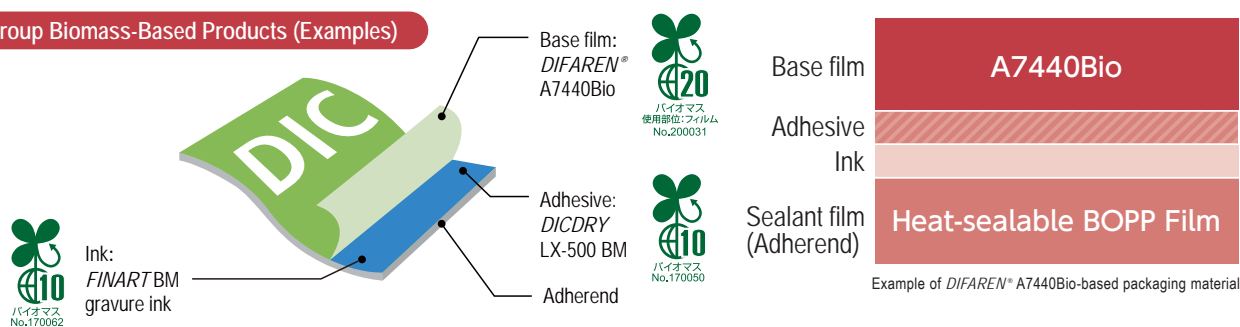 roup Biomass-Based Products (Examples)
DIC
Base film:
DIFAREN®
A7440Bio
20
バイオマス
使用部位:フィルム
No.200031
Adhesive:
DICDRY
LX-500 BM
10
バイオマス
No.170050
Adherend
Ink:
FINART BM
gravure ink
10
バイオマス
No.170062
Base film
A7440Bio
Adhesive
Ink
Sealant film
(Adherend)
Heat-sealable BOPP Film
Example of DIFAREN® A7440Bio-based packaging material